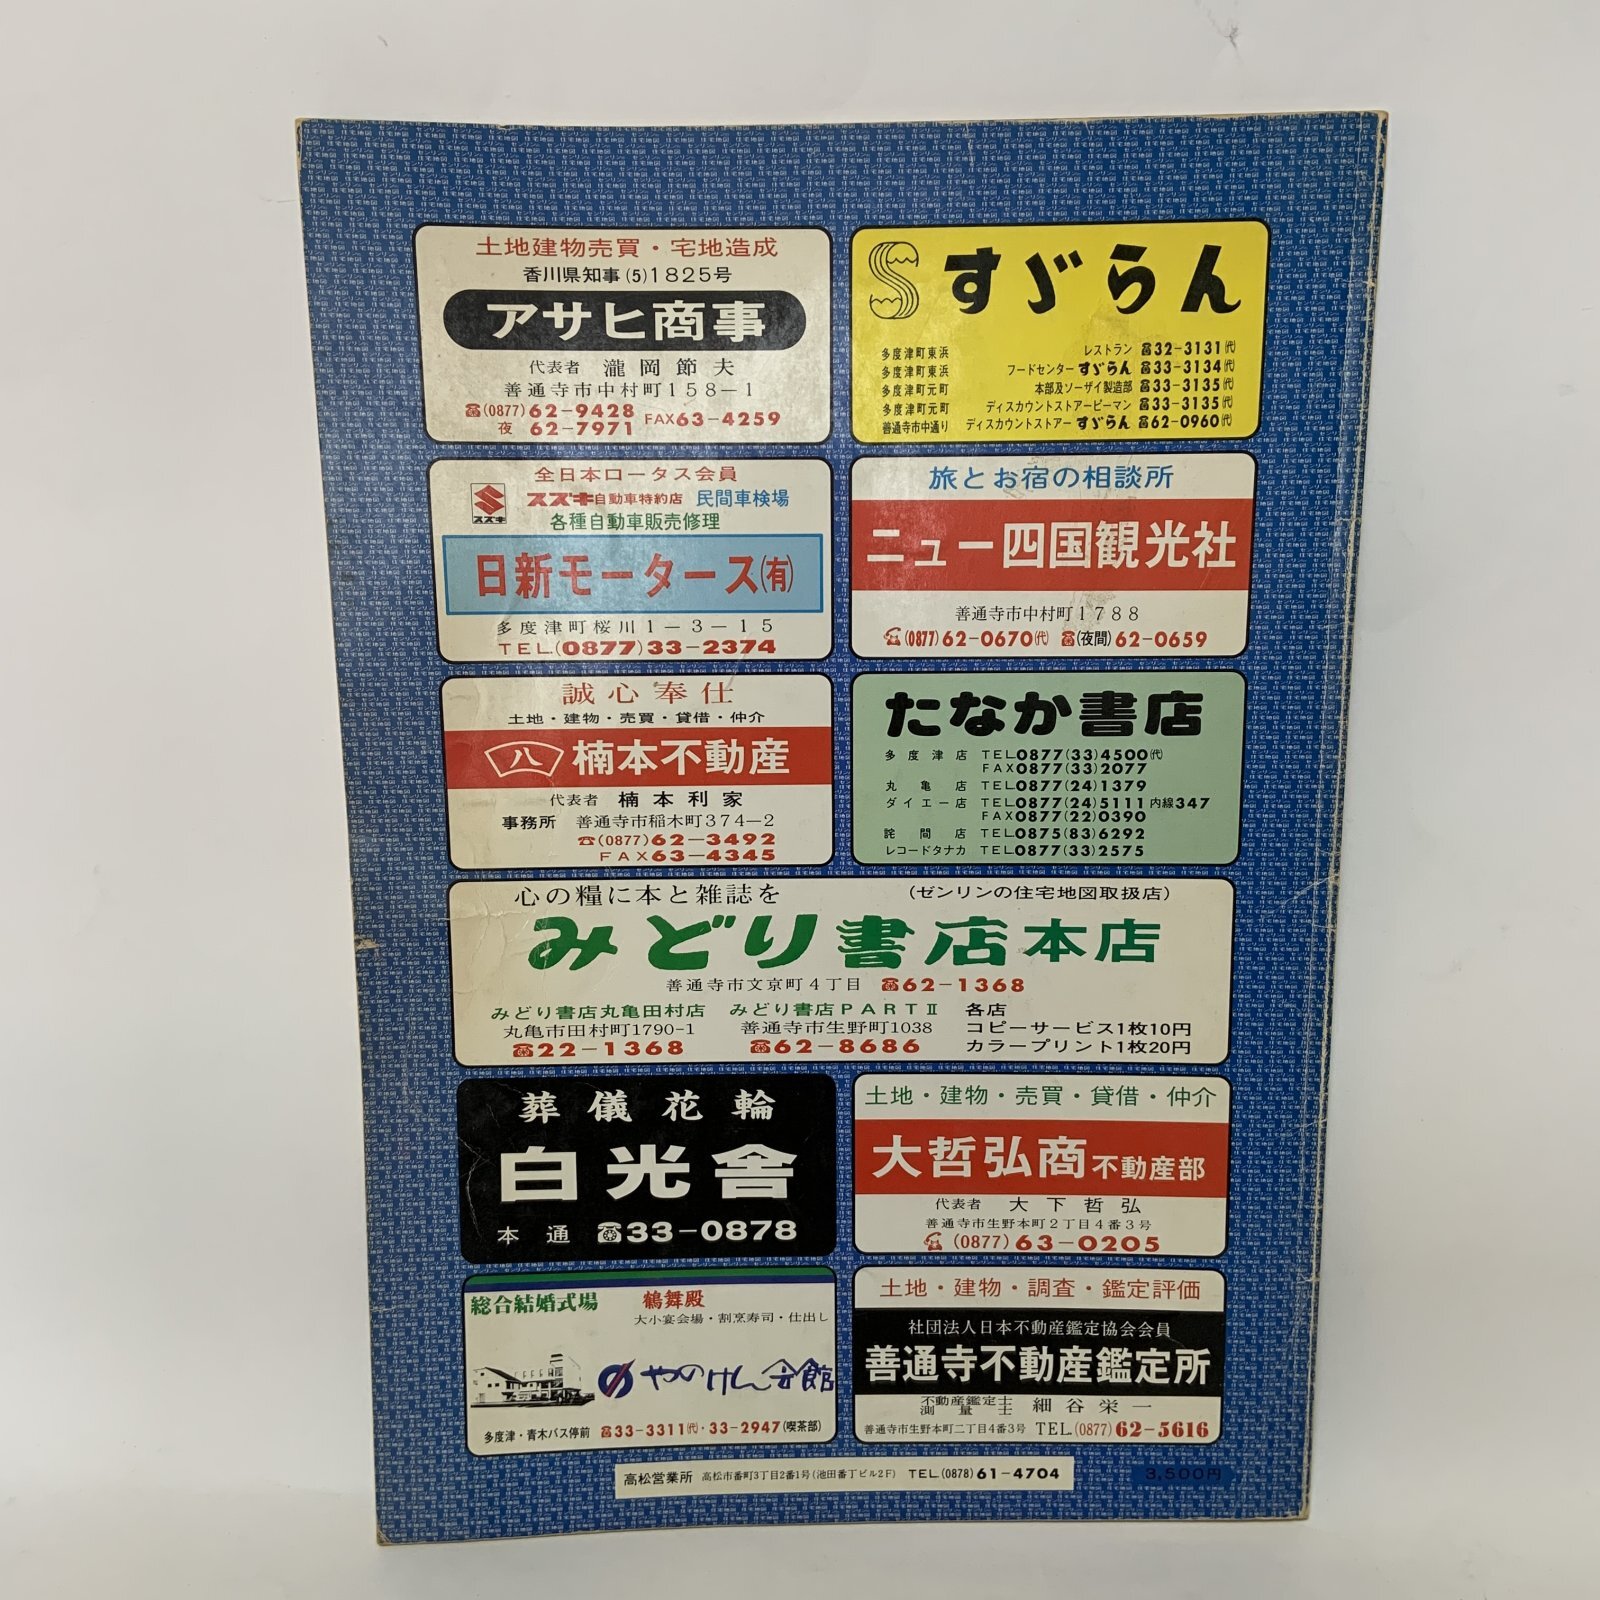 土地建物売買・宅地造成
香川県知事(5)1825号
アサヒ商事
代表者 瀧岡節夫
善通寺市中村町158−1
☎(0877)62−9428 FAX63−4259
夜 62−7971
S すゞらん
多度津町東浜 レストラン ☎32−3131(代)
多度津町東浜 フードセンターすゞらん ☎33−3134(代)
多度津町元町 本部及ソーザイ製造部 ☎33−3135(代)
多度津町元町 ディスカウントストアーピーマン ☎33−3135(代)
善通寺市中通り ディスカウントストアーすゞらん ☎62−0960(代)
全日本ロータス会員
スズキ自動車特約店 民間車検場
スズキ
各種自動車販売修理
日新モータース(有)
多度津町桜川1−3−15
TEL.(0877)33−2374
旅とお宿の相談所
ニュー四国観光社
善通寺市中村町1788
☎(0877)62−0670(代) ☎(夜間)62−0659
誠心奉仕
土地・建物・売買・貸借・仲介
八 楠本不動産
代表者 楠本利家
事務所 善通寺市稲木町374−2
☎(0877)62−3492
FAX63−4345
たなか書店
多度津店 TEL.0877(33)4500(代)
FAX0877(33)2077
丸亀店 TEL.0877(24)1379
ダイエー店 TEL.0877(24)5111 内線347
FAX0877(22)0390
詫間店 TEL.0875(83)6292
レコードタナカ TEL.0877(33)2575
心の糧に本と雑誌を (ゼンリンの住宅地図取扱店)
みどり書店本店
善通寺市文京町4丁目 ☎62−1368
みどり書店丸亀田村店 みどり書店PARTⅡ 各店
丸亀市田村町1790-1 善通寺市生野町1038 コピーサービス1枚10円
☎22−1368 ☎62−8686 カラープリント1枚20円
葬儀花輪
白光舎
本通 ☎33−0878
土地・建物・売買・貸借・仲介
大哲弘商不動産部
代表者 大下哲弘
善通寺市生野本町2丁目4番3号
☎(0877)63−0205
総合結婚式場 鶴舞殿
大小宴会場・割烹寿司・仕出し
やのけん会館
多度津・青木バス停前 ☎33−3311(代)・33−2947(喫茶部)
土地・建物・調査・鑑定評価
社団法人日本不動産鑑定協会会員
善通寺不動産鑑定所
不動産鑑定士
測量士 細谷栄一
善通寺市生野本町二丁目4番3号 TEL.(0877)62−5616
高松営業所 高松市番町3丁目2番1号(池田番丁ビル2F) TEL(0878)61−4704
3,500円